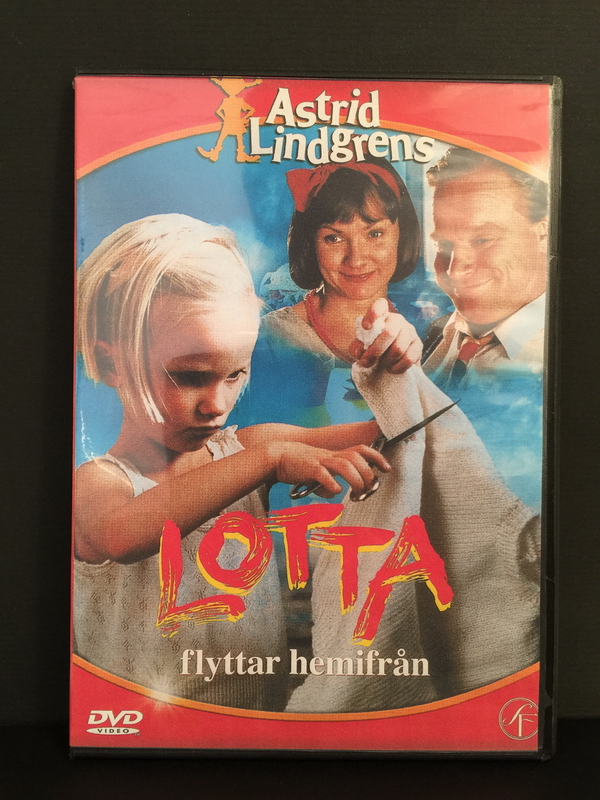 Astrid
Lindgrens
LOTTA
flyttar hemifrån
DVD
VIDEO
SF